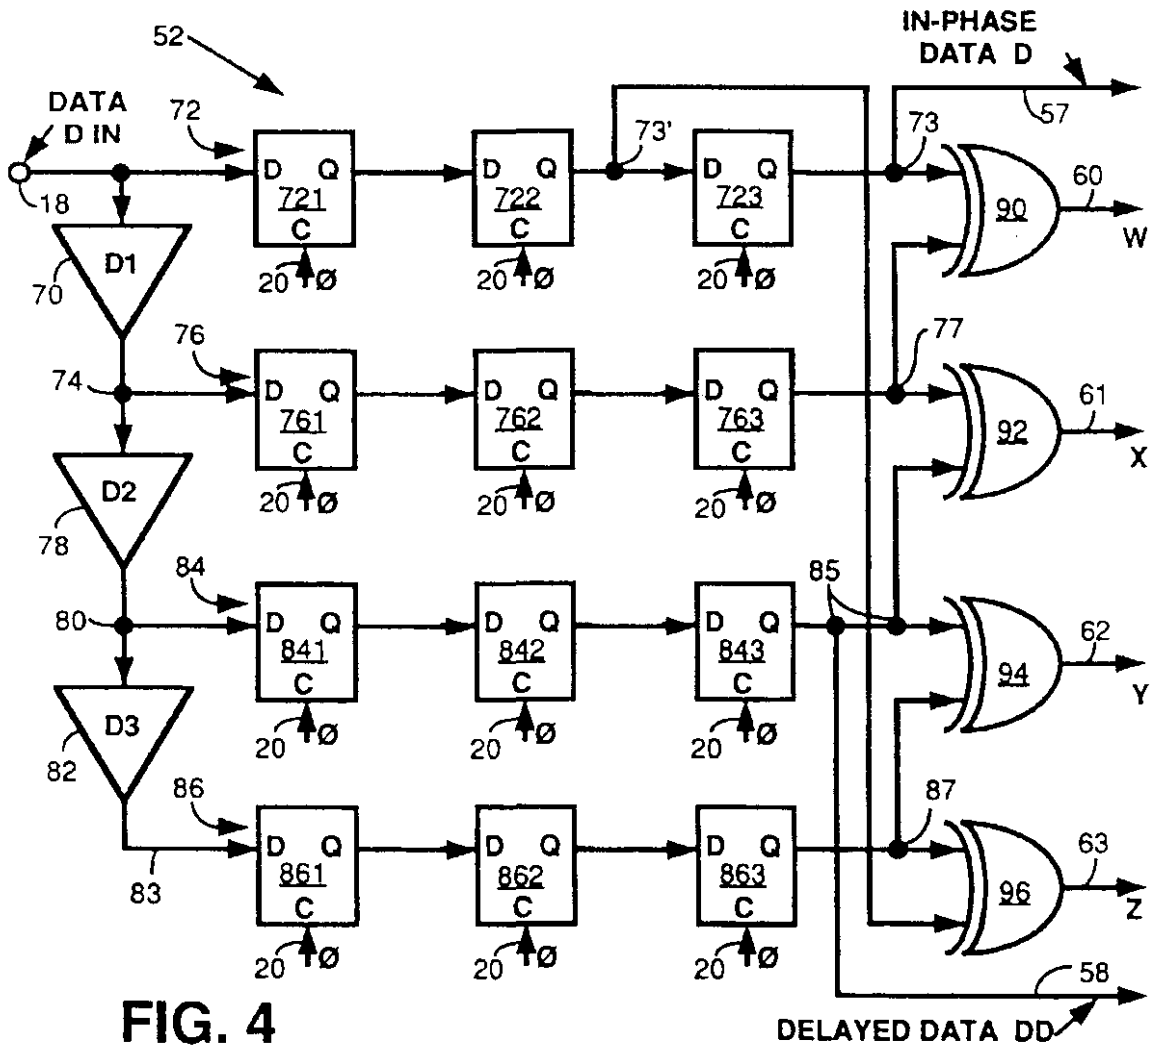 52
IN-PHASE
DATA D
DATA
D IN
72
73'
73
57
18
D Q
721
C
D Q
722
C
D Q
723
C
90
60
W
20 Ø
20 Ø
20 Ø
D1
70
76
77
74
D Q
761
C
D Q
762
C
D Q
763
C
92
61
X
20 Ø
20 Ø
20 Ø
D2
78
84
85
80
D Q
841
C
D Q
842
C
D Q
843
C
94
62
Y
20 Ø
20 Ø
20 Ø
D3
82
86
87
83
D Q
861
C
D Q
862
C
D Q
863
C
96
63
Z
20 Ø
20 Ø
20 Ø
58
FIG. 4
DELAYED DATA DD